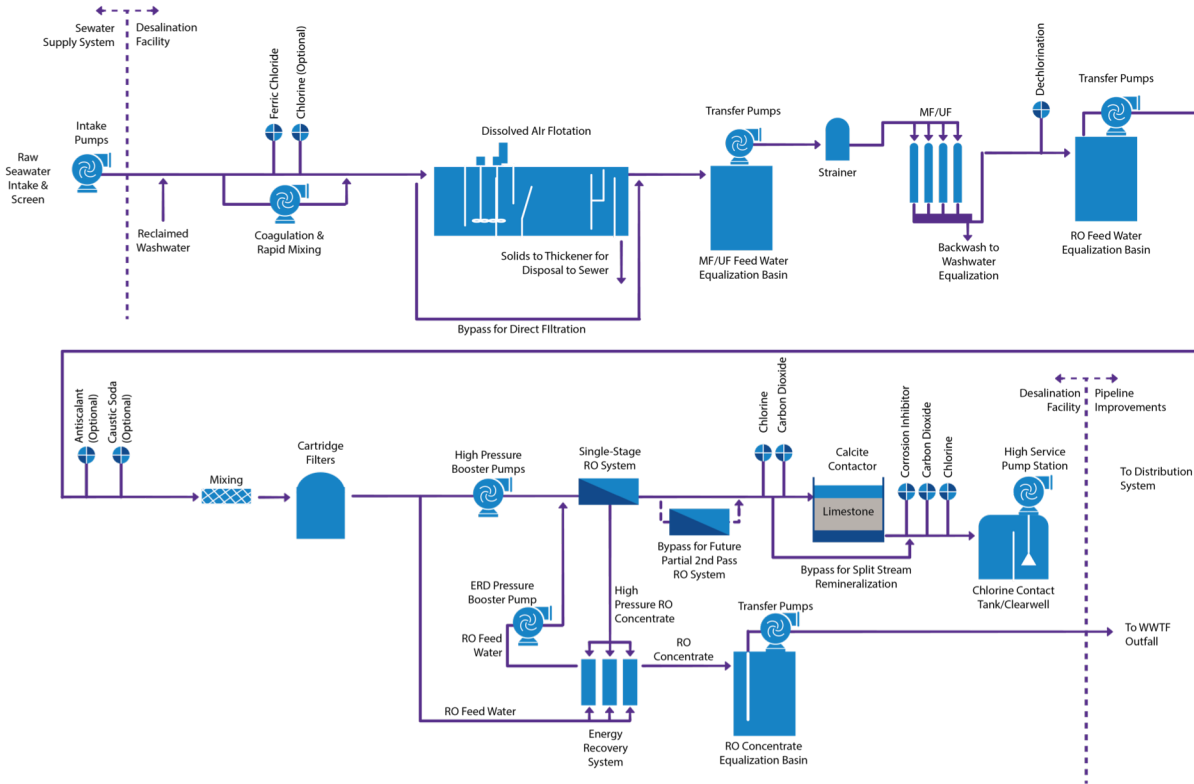 Sewater
Supply System
Desalination
Facility
Ferric Chloride
Chlorine (Optional)
Intake
Pumps
Raw
Seawater
Intake &
Screen
Reclaimed
Washwater
Coagulation &
Rapid Mixing
Dissolved Air Flotation
Solids to Thickener for
Disposal to Sewer
Bypass for Direct FIltration
Transfer Pumps
MF/UF Feed Water
Equalization Basin
Strainer
MF/UF
Backwash to
Washwater
Equalization
Dechlorination
Transfer Pumps
RO Feed Water
Equalization Basin
Antiscalant
(Optional)
Caustic Soda
(Optional)
Mixing
Cartridge
Filters
High Pressure
Booster Pumps
Single-Stage
RO System
Bypass for Future
Partial 2nd Pass
RO System
Chlorine
Carbon Dioxide
Calcite
Contactor
Limestone
Bypass for Split Stream
Remineralization
Corrosion Inhibitor
Carbon Dioxide
Chlorine
High Service
Pump Station
Chlorine Contact
Tank/Clearwell
Desalination
Facility
Pipeline
Improvements
To Distribution
System
ERD Pressure
Booster Pump
RO Feed
Water
High
Pressure RO
Concentrate
RO
Concentrate
Transfer Pumps
To WWTF
Outfall
RO Feed Water
Energy
Recovery
System
RO Concentrate
Equalization Basin